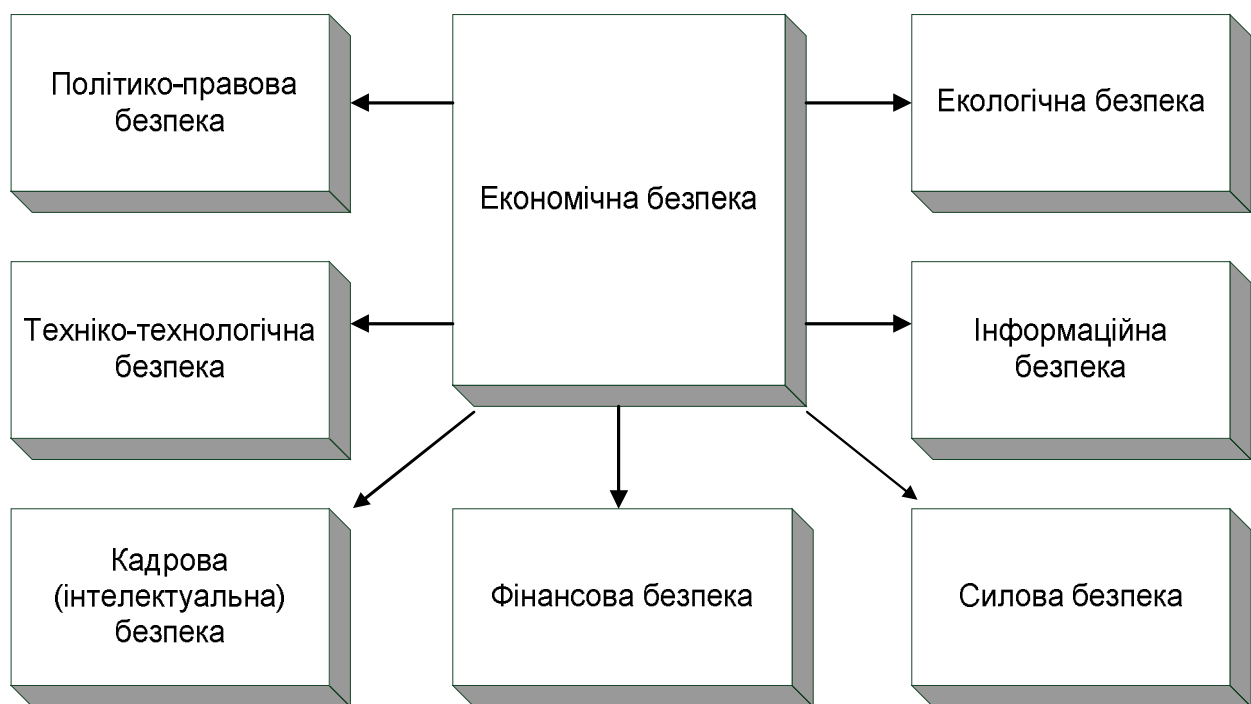 Політико-правова
безпека
Економічна безпека
Екологічна безпека
Техніко-технологічна
безпека
Інформаційна
безпека
Кадрова
(інтелектуальна)
безпека
Фінансова безпека
Силова безпека